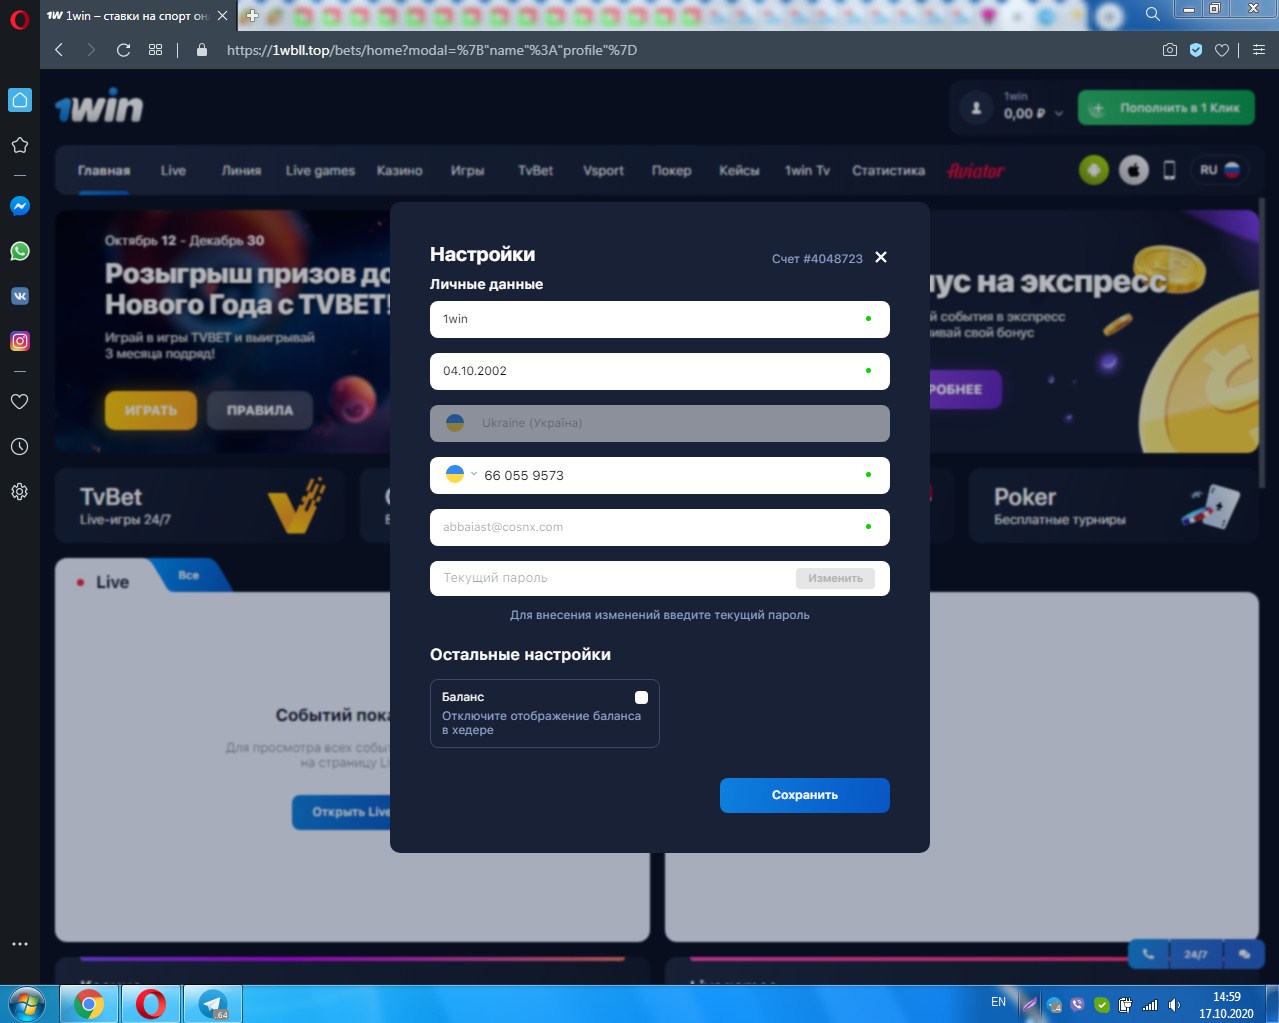 1win – ставки на спорт он
https://1wbll.top/bets/home?modal=%7B"name"%3A"profile"%7D
1win
1win
0,00 ₽
Пополнить в 1 Клик
Главная
Live
Линия
Live games
Казино
Игры
TvBet
Vsport
Покер
Кейсы
1win Tv
Статистика
Aviator
RU
Октябрь 12 - Декабрь 30
Розыгрыш призов до
Нового Года с TVBET!
Играй в игры TVBET и выигрывай
3 месяца подряд!
ИГРАТЬ
ПРАВИЛА
ус на экспресс
й события в экспресс
ивай свой бонус
РОБНЕЕ
TvBet
Live-игры 24/7
Poker
Бесплатные турниры
Live
Все
Событий пока
Для просмотра всех событ
на страницу Li
Открыть Live
Настройки
Счет #4048723
Личные данные
1win
04.10.2002
Ukraine (Україна)
66 055 9573
abbaiast@cosnx.com
Текущий пароль
Изменить
Для внесения изменений введите текущий пароль
Остальные настройки
Баланс
Отключите отображение баланса
в хедере
Сохранить
24/7
EN
14:59
17.10.2020